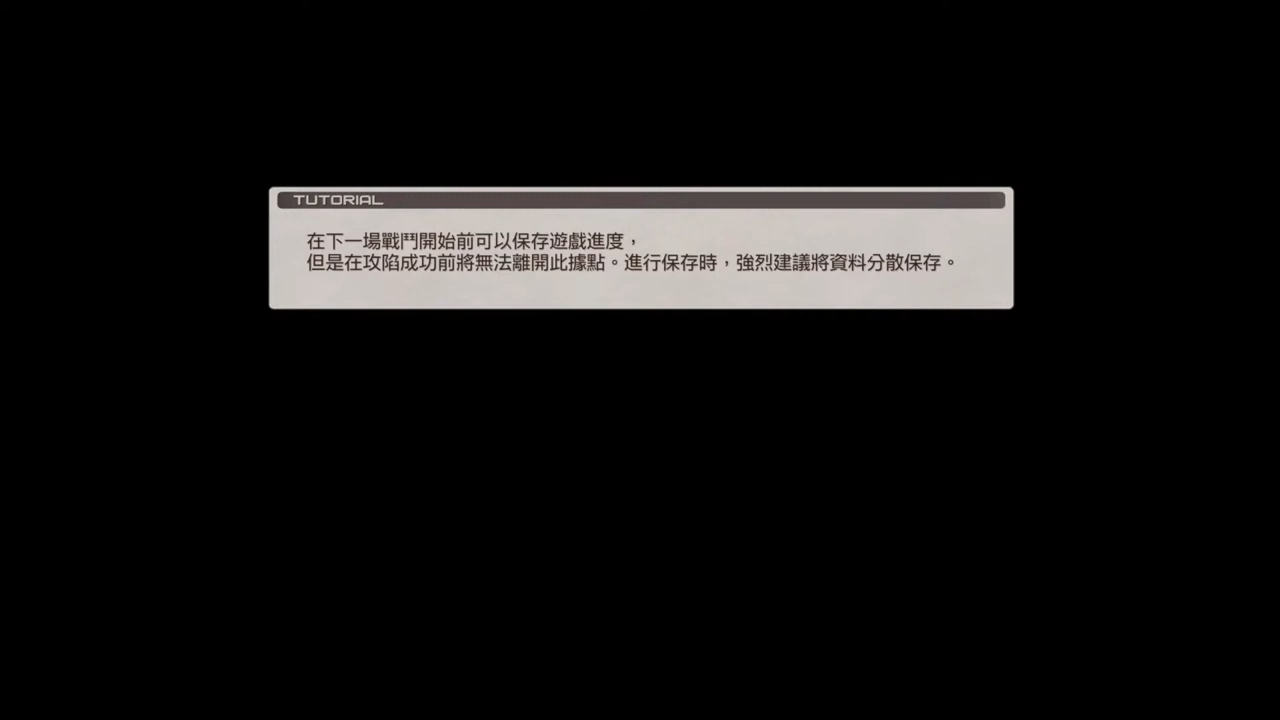 TUTORIAL
在下一場戰鬥開始前可以保存遊戲進度，
但是在攻陷成功前將無法離開此據點。進行保存時，強烈建議將資料分散保存。